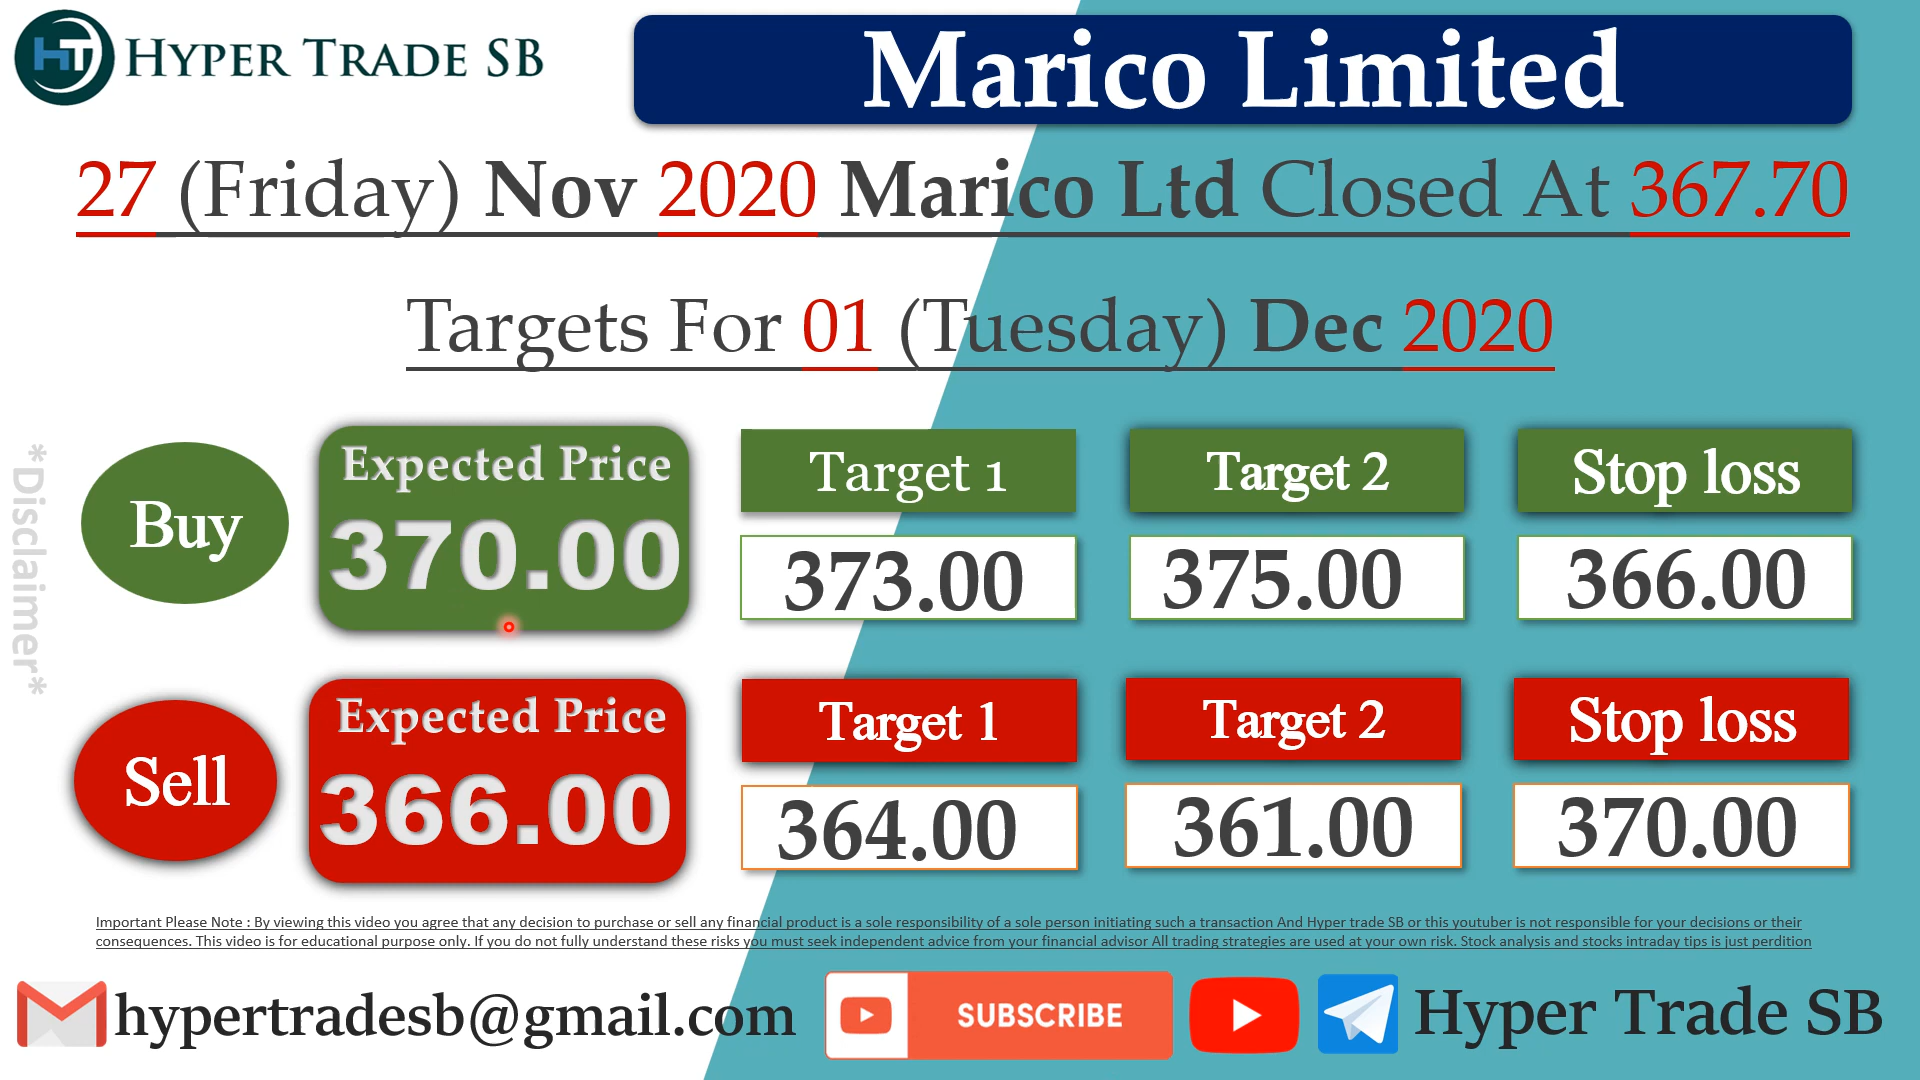 HT HYPER TRADE SB
Marico Limited
27 (Friday) Nov 2020 Marico Ltd Closed At 367.70
Targets For 01 (Tuesday) Dec 2020
*Disclaimer*
Buy
Expected Price
370.00
Target 1
373.00
Target 2
375.00
Stop loss
366.00
Sell
Expected Price
366.00
Target 1
364.00
Target 2
361.00
Stop loss
370.00
Important Please Note : By viewing this video you agree that any decision to purchase or sell any financial product is a sole responsibility of a sole person initiating such a transaction And Hyper trade SB or this youtuber is not responsible for your decisions or their
consequences. This video is for educational purpose only. If you do not fully understand these risks you must seek independent advice from your financial advisor All trading strategies are used at your own risk. Stock analysis and stocks intraday tips is just perdition
hypertradesb@gmail.com
SUBSCRIBE
Hyper Trade SB